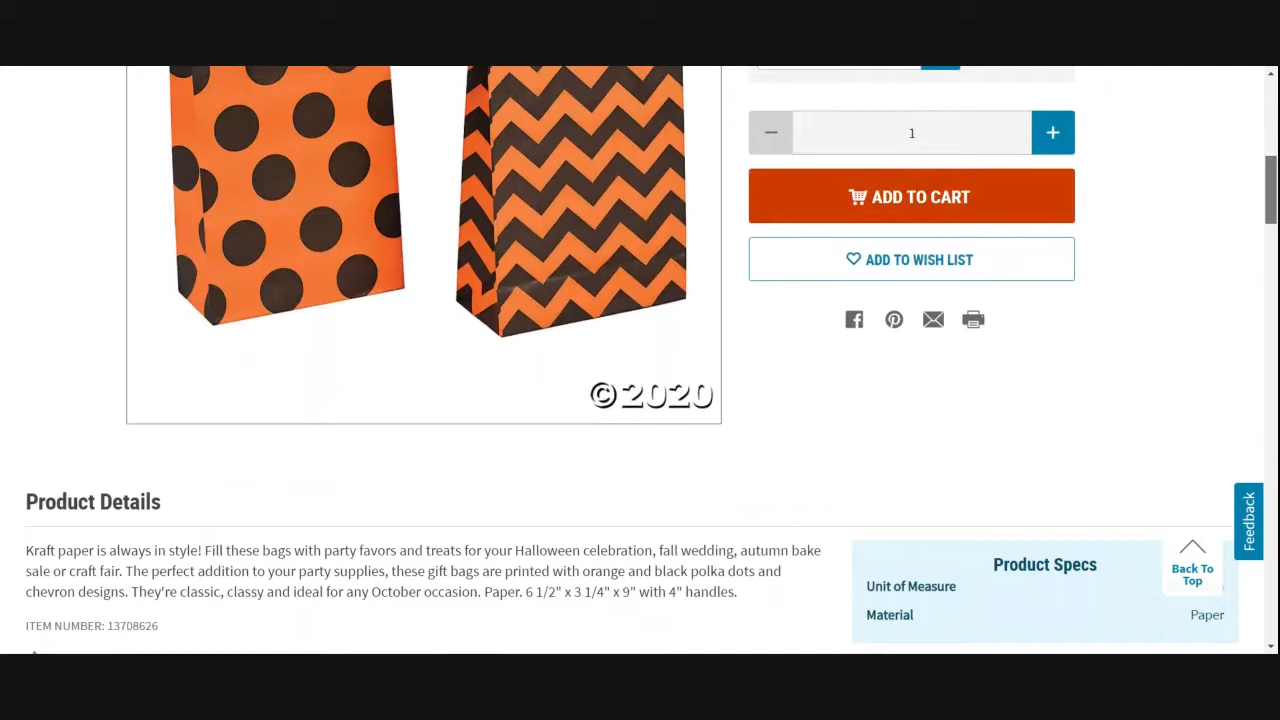 1
ADD TO CART
ADD TO WISH LIST
©2020
Product Details
Kraft paper is always in style! Fill these bags with party favors and treats for your Halloween celebration, fall wedding, autumn bake
sale or craft fair. The perfect addition to your party supplies, these gift bags are printed with orange and black polka dots and
chevron designs. They're classic, classy and ideal for any October occasion. Paper. 6 1/2" x 3 1/4" x 9" with 4" handles.
ITEM NUMBER: 13708626
Product Specs
Unit of Measure
Material
Paper
Back To
Top
Feedback